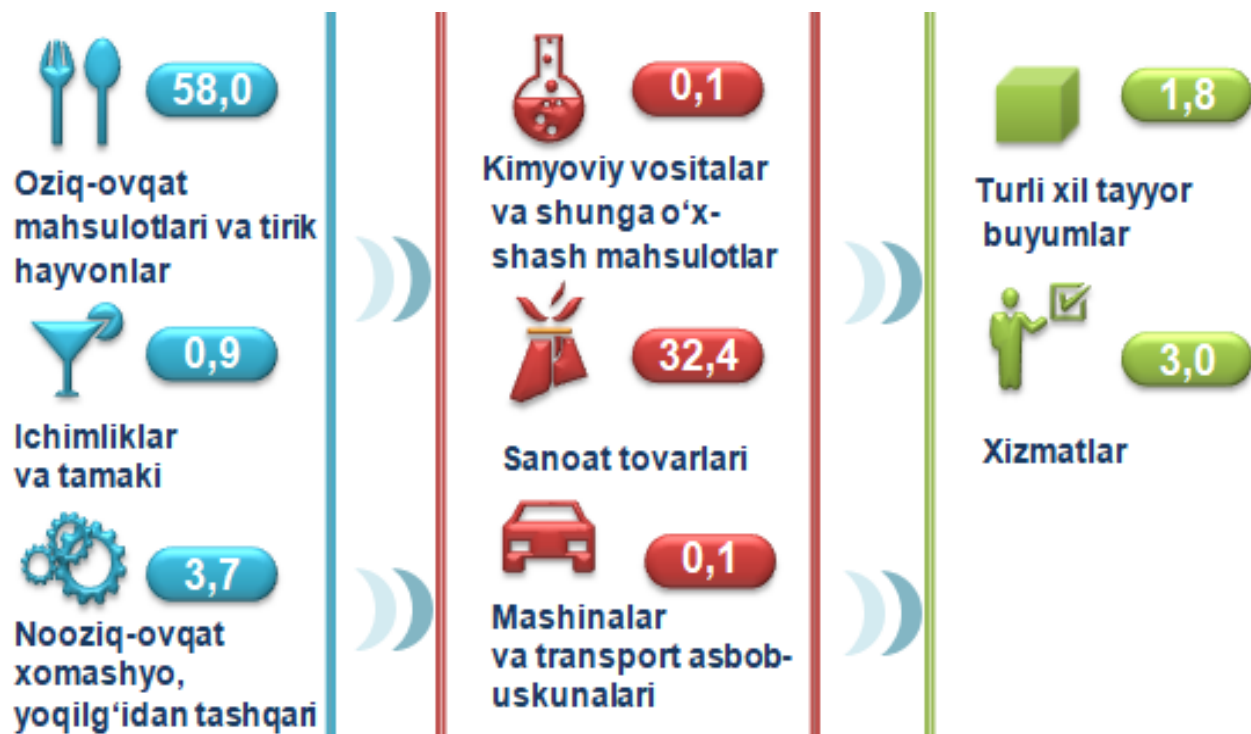 58,0
Oziq-ovqat
mahsulotlari va tirik
hayvonlar
0,9
Ichimliklar
va tamaki
3,7
Nooziq-ovqat
xomashyo,
yoqilg‘idan tashqari
0,1
Kimyoviy vositalar
va shunga o‘x-
shash mahsulotlar
32,4
Sanoat tovarlari
0,1
Mashinalar
va transport asbob-
uskunalari
1,8
Turli xil tayyor
buyumlar
3,0
Xizmatlar